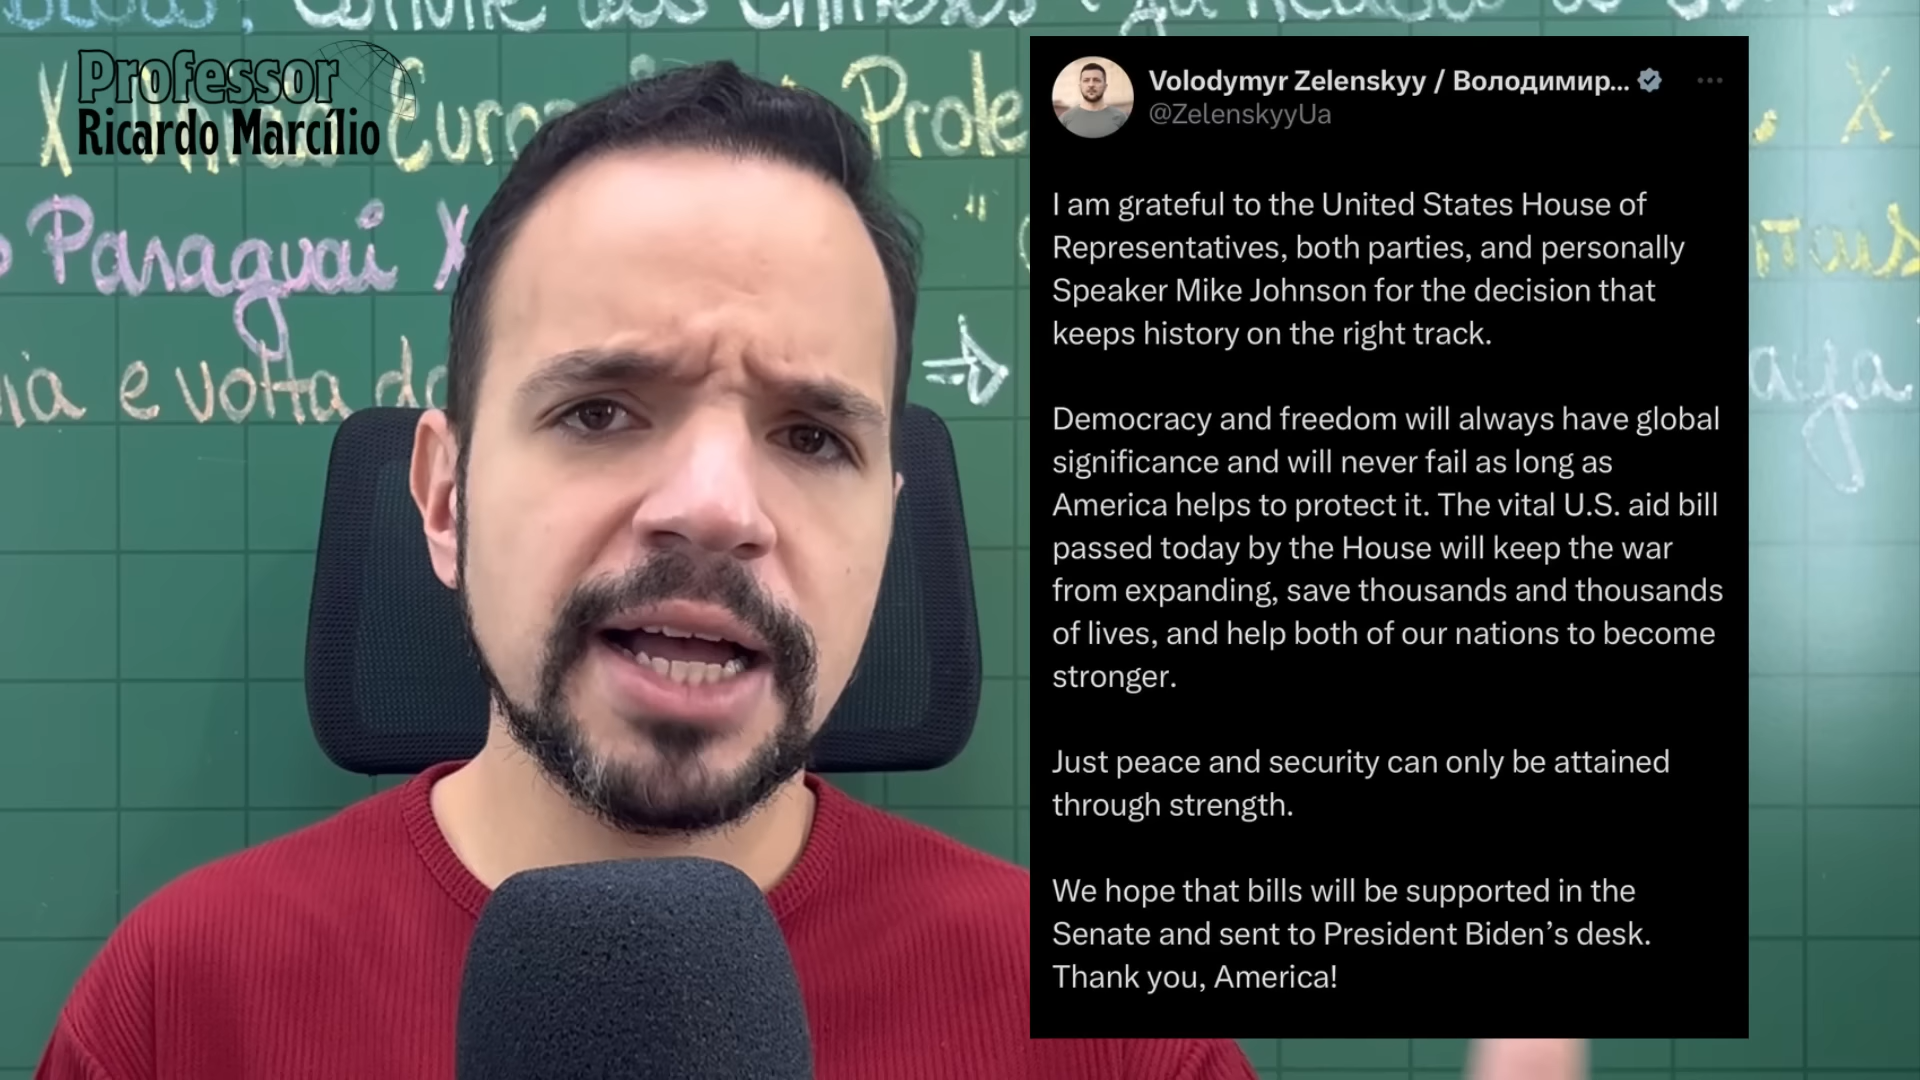 Professor
Ricardo Marcílio
Prole
Paraguai X
e volta do
Volodymyr Zelenskyy / Володимир...
@ZelenskyyUa
I am grateful to the United States House of
Representatives, both parties, and personally
Speaker Mike Johnson for the decision that
keeps history on the right track.
Democracy and freedom will always have global
significance and will never fail as long as
America helps to protect it. The vital U.S. aid bill
passed today by the House will keep the war
from expanding, save thousands and thousands
of lives, and help both of our nations to become
stronger.
Just peace and security can only be attained
through strength.
We hope that bills will be supported in the
Senate and sent to President Biden’s desk.
Thank you, America!